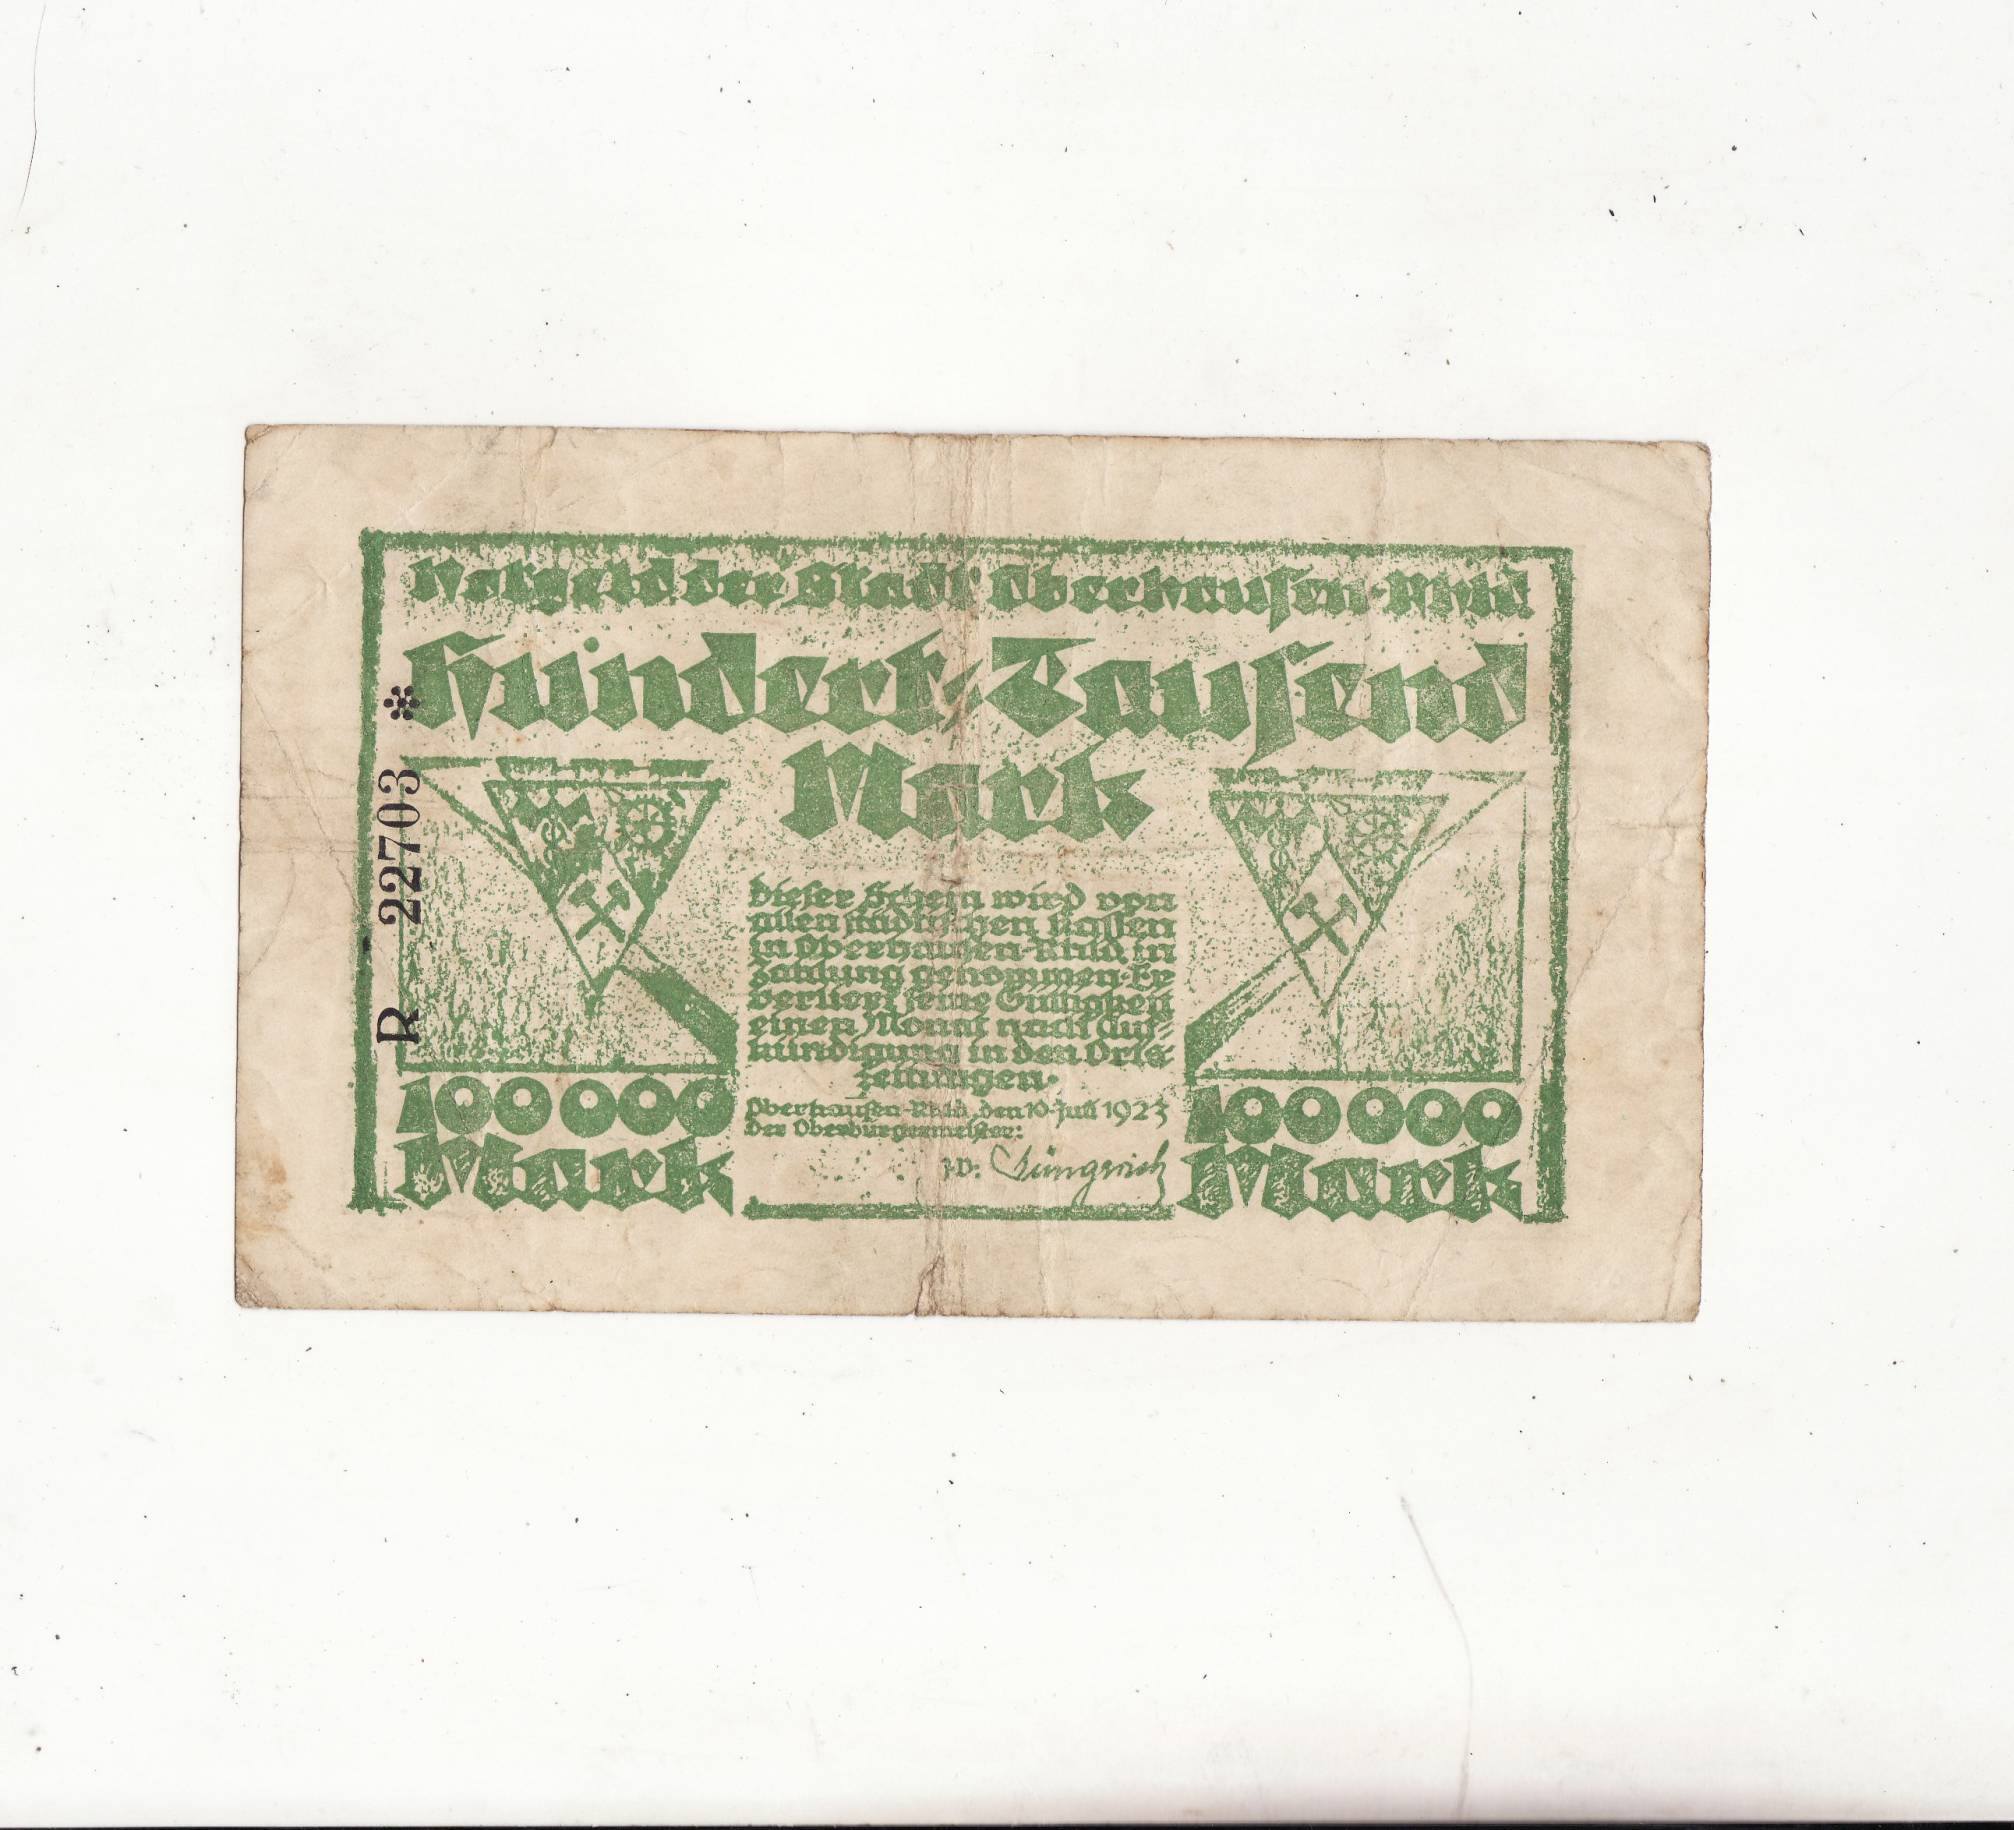 Notgeld der Stadt Oberhausen-Rhld.
Hundert-Tausend
Mark
Dieser Schein wird von
allen städtischen Kassen
in Oberhausen-Rhld. in
Zahlung genommen. Er
verliert seine Gültigkeit
einen Monat nach Auf-
kündigung in den Orts-
zeitungen.
Oberhausen-Rhld., den 10. Juli 1923
Der Oberbürgermeister:
J.V.:
100000
Mark
100000
Mark
R 22703 *